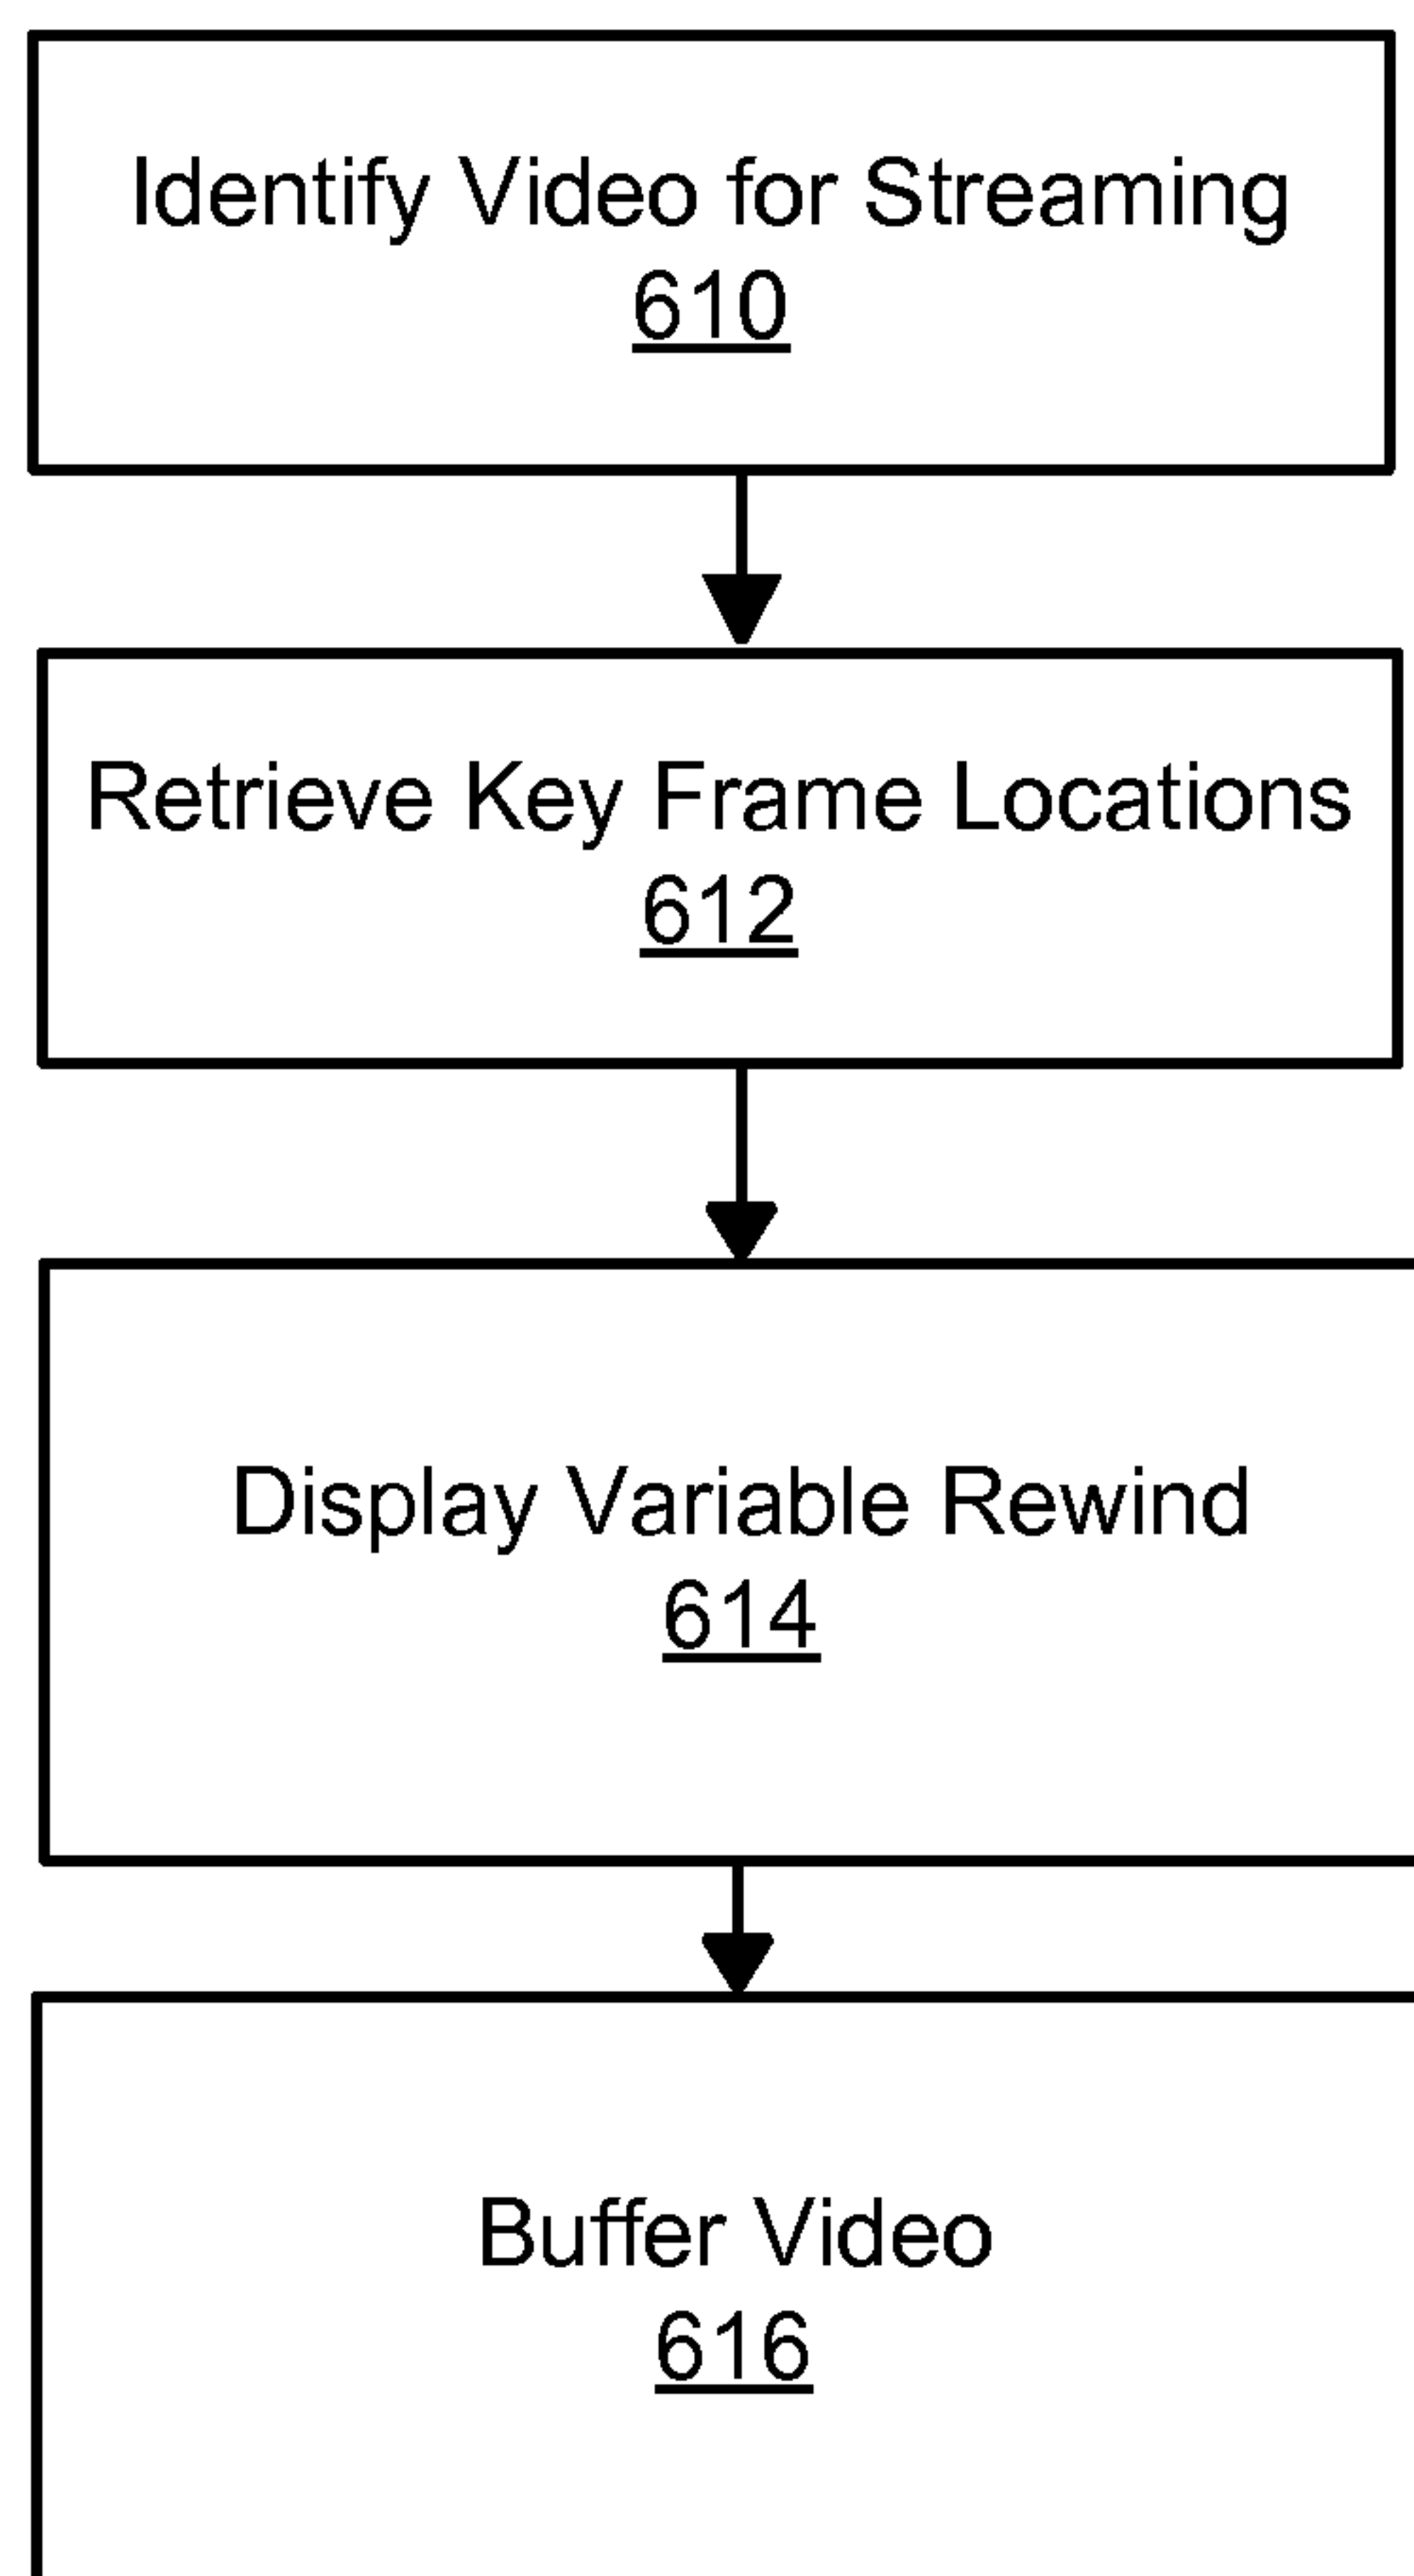 Identify Video for Streaming
610
Retrieve Key Frame Locations
612
Display Variable Rewind
614
Buffer Video
616